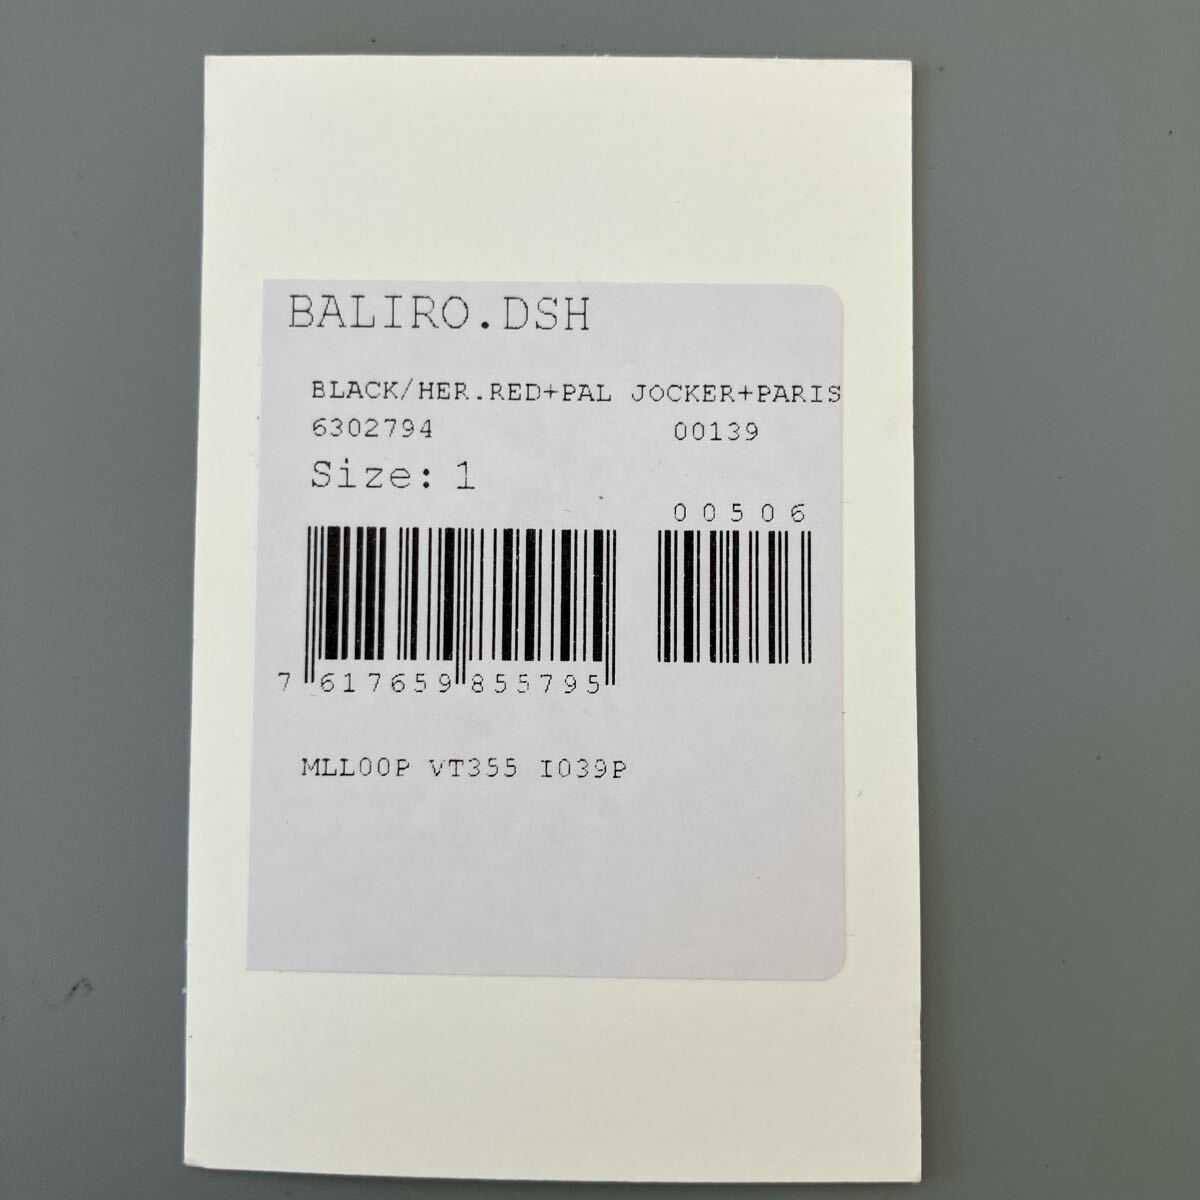 BALIRO.DSH
BLACK/HER.RED+PAL JOCKER+PARIS
6302794 00139
Size: 1
00506
7 617659 855795
MLL00P VT355 I039P